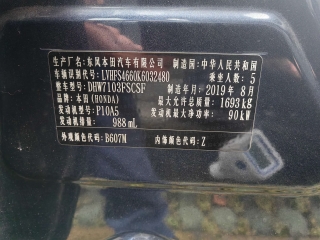 生产厂名: 东风本田汽车有限公司 制造国: 中华人民共和国
车辆识别代号: LVHFS4660K6032480 乘坐人数: 5
整车型号: DHW7103FSCSF 制造年月: 2019年8月
品牌: 本田 (HONDA) 最大允许总质量: 1693kg
发动机型号: P10A5 发动机最大净功率: 90kW
发动机排量: 988mL
外观颜色代码: B607M 内饰颜色代码: Z